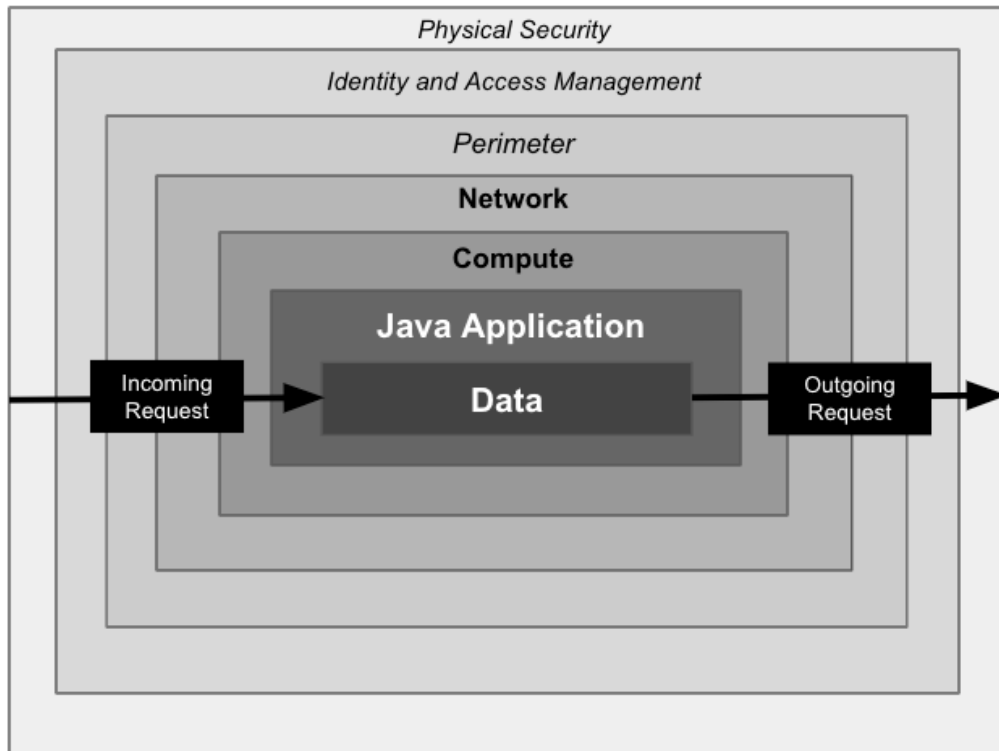 Physical Security
Identity and Access Management
Perimeter
Network
Compute
Java Application
Incoming
Request
Data
Outgoing
Request